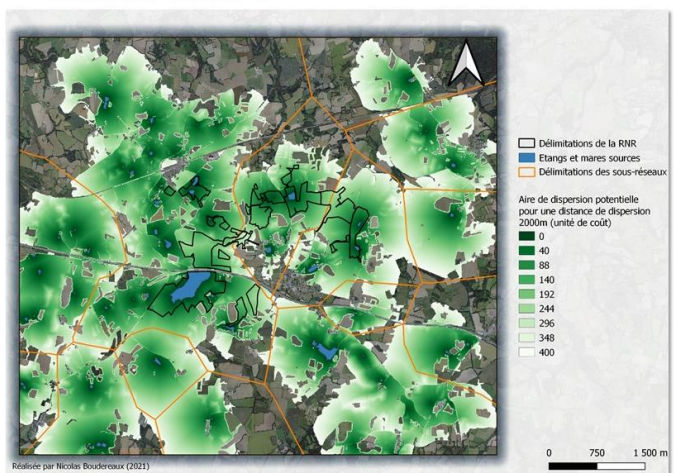 Délimitations de la RNR
Etangs et mares sources
Délimitations des sous-réseaux
Aire de dispersion potentielle
pour une distance de dispersion
2000m (unité de coût)
0
40
88
140
192
244
296
348
400
0 750 1 500 m
Réalisée par Nicolas Boudereaux (2021)